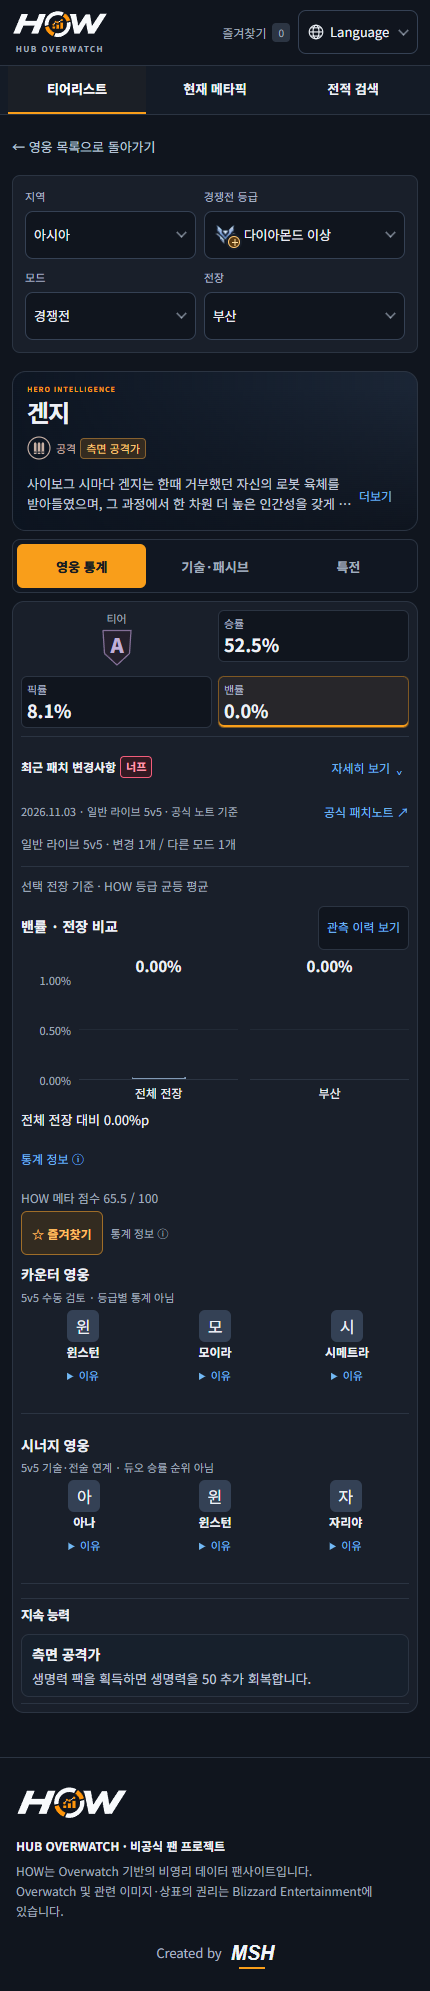 HOW
HUB OVERWATCH
즐겨찾기 0
Language
티어리스트
현재 메타픽
전적 검색
← 영웅 목록으로 돌아가기
지역
경쟁전 등급
아시아
다이아몬드 이상
모드
전장
경쟁전
부산
HERO INTELLIGENCE
겐지
공격 측면 공격가
사이보그 시마다 겐지는 한때 거부했던 자신의 로봇 육체를
받아들였으며, 그 과정에서 한 차원 더 높은 인간성을 갖게 …
더보기
영웅 통계
기술·패시브
특전
티어
A
승률
52.5%
픽률
8.1%
밴률
0.0%
최근 패치 변경사항 너프
자세히 보기 ⌄
2026.11.03 · 일반 라이브 5v5 · 공식 노트 기준
공식 패치노트 ↗
일반 라이브 5v5 · 변경 1개 / 다른 모드 1개
선택 전장 기준 · HOW 등급 균등 평균
밴률 · 전장 비교
관측 이력 보기
0.00%
0.00%
1.00%
0.50%
0.00%
전체 전장
부산
전체 전장 대비 0.00%p
통계 정보 ⓘ
HOW 메타 점수 65.5 / 100
☆ 즐겨찾기
통계 정보 ⓘ
카운터 영웅
5v5 수동 검토 · 등급별 통계 아님
윈
모
시
윈스턴
모이라
시메트라
▶ 이유
▶ 이유
▶ 이유
시너지 영웅
5v5 기술·전술 연계 · 듀오 승률 순위 아님
아
윈
자
아나
윈스턴
자리야
▶ 이유
▶ 이유
▶ 이유
지속 능력
측면 공격가
생명력 팩을 획득하면 생명력을 50 추가 회복합니다.
HOW
HUB OVERWATCH · 비공식 팬 프로젝트
HOW는 Overwatch 기반의 비영리 데이터 팬사이트입니다.
Overwatch 및 관련 이미지·상표의 권리는 Blizzard Entertainment에
있습니다.
Created by MSH